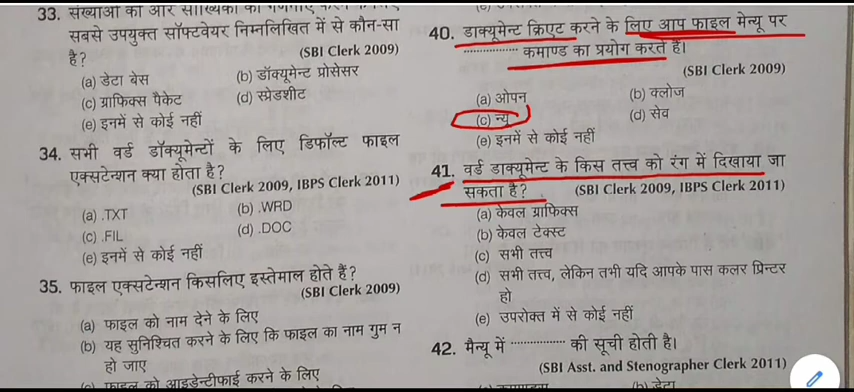 33. संख्याओं की और सांख्यिकी की गणनाएँ करने
सबसे उपयुक्त सॉफ्टवेयर निम्नलिखित में से कौन-सा
है? (SBI Clerk 2009)
(a) डेटा बेस (b) डॉक्यूमेन्ट प्रोसेसर
(c) ग्राफिक्स पैकेट (d) स्प्रेडशीट
(e) इनमें से कोई नहीं
34. सभी वर्ड डॉक्यूमेन्टों के लिए डिफॉल्ट फाइल
एक्सटेन्शन क्या होता है?
(SBI Clerk 2009, IBPS Clerk 2011)
(a) .TXT (b) .WRD
(c) .FIL (d) .DOC
(e) इनमें से कोई नहीं
35. फाइल एक्सटेन्शन किसलिए इस्तेमाल होते हैं?
(SBI Clerk 2009)
(a) फाइल को नाम देने के लिए
(b) यह सुनिश्चित करने के लिए कि फाइल का नाम गुम न
हो जाए
फाइल को आइडेन्टीफाई करने के लिए
40. डाक्यूमेन्ट क्रिएट करने के लिए आप फाइल मेन्यू पर
.................. कमाण्ड का प्रयोग करते हैं।
(SBI Clerk 2009)
(a) ओपन (b) क्लोज
(c) न्यू (d) सेव
(e) इनमें से कोई नहीं
41. वर्ड डाक्यूमेन्ट के किस तत्त्व को रंग में दिखाया जा
सकता है? (SBI Clerk 2009, IBPS Clerk 2011)
(a) केवल ग्राफिक्स
(b) केवल टेक्स्ट
(c) सभी तत्त्व
(d) सभी तत्त्व, लेकिन तभी यदि आपके पास कलर प्रिन्टर
हो
(e) उपरोक्त में से कोई नहीं
42. मैन्यू में .................. की सूची होती है।
(SBI Asst. and Stenographer Clerk 2011)
(b) डेटा